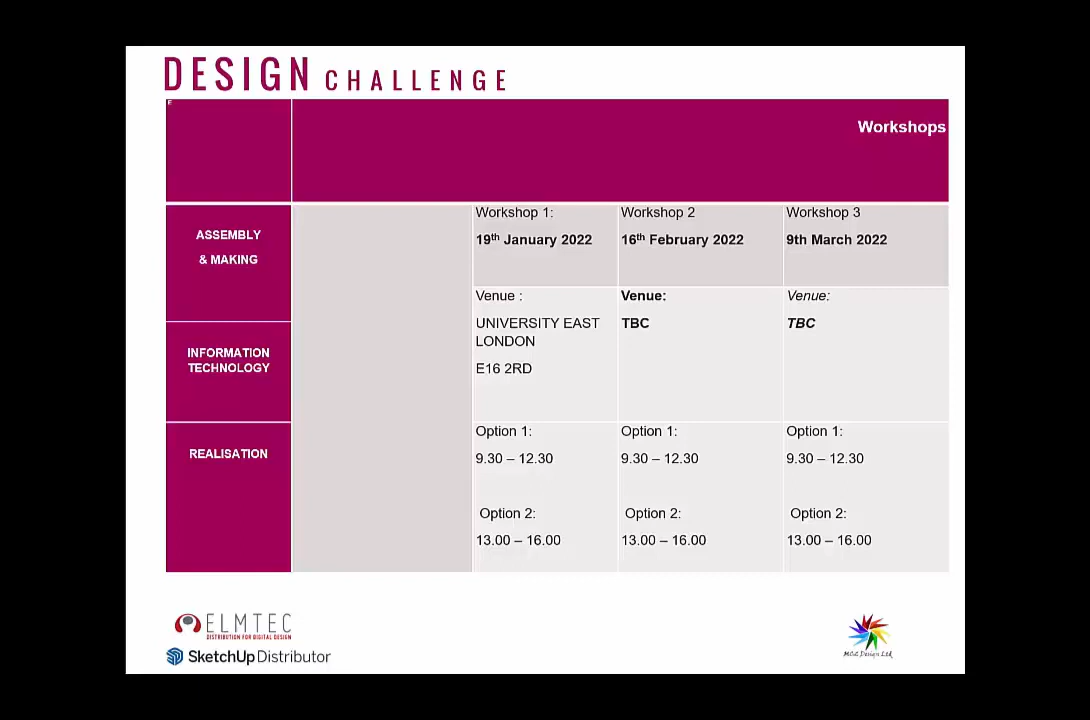 DESIGN CHALLENGE
E
Workshops
ASSEMBLY
& MAKING
Workshop 1:
19th January 2022
Workshop 2
16th February 2022
Workshop 3
9th March 2022
INFORMATION
TECHNOLOGY
Venue :
UNIVERSITY EAST
LONDON
E16 2RD
Venue:
TBC
Venue:
TBC
REALISATION
Option 1:
9.30 – 12.30
Option 2:
13.00 – 16.00
Option 1:
9.30 – 12.30
Option 2:
13.00 – 16.00
Option 1:
9.30 – 12.30
Option 2:
13.00 – 16.00
ELMTEC
DISTRIBUTION FOR DIGITAL DESIGN
SketchUp Distributor
Design Ltd